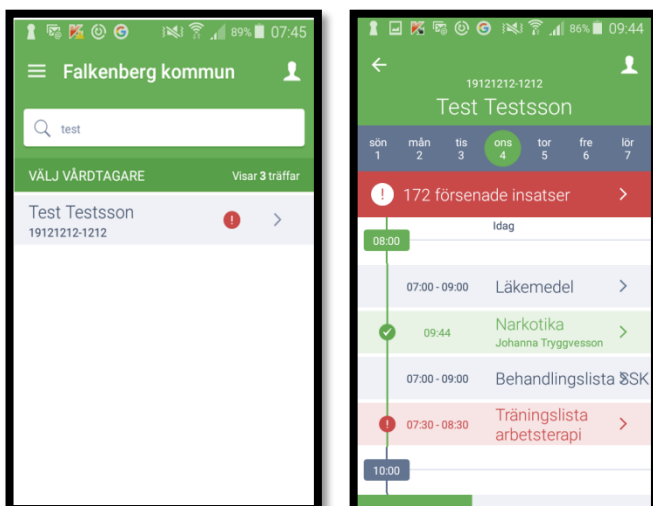 89% 07:45
Falkenberg kommun
test
VÄLJ VÅRDTAGARE Visar 3 träffar
Test Testsson
19121212-1212
86% 09:44
19121212-1212
Test Testsson
sön mån tis ons tor fre lör
1 2 3 4 5 6 7
172 försenade insatser
Idag
08:00
07:00 - 09:00 Läkemedel
09:44 Narkotika
Johanna Tryggvesson
07:00 - 09:00 Behandlingslista SSK
07:30 - 08:30 Träningslista
arbetsterapi
10:00